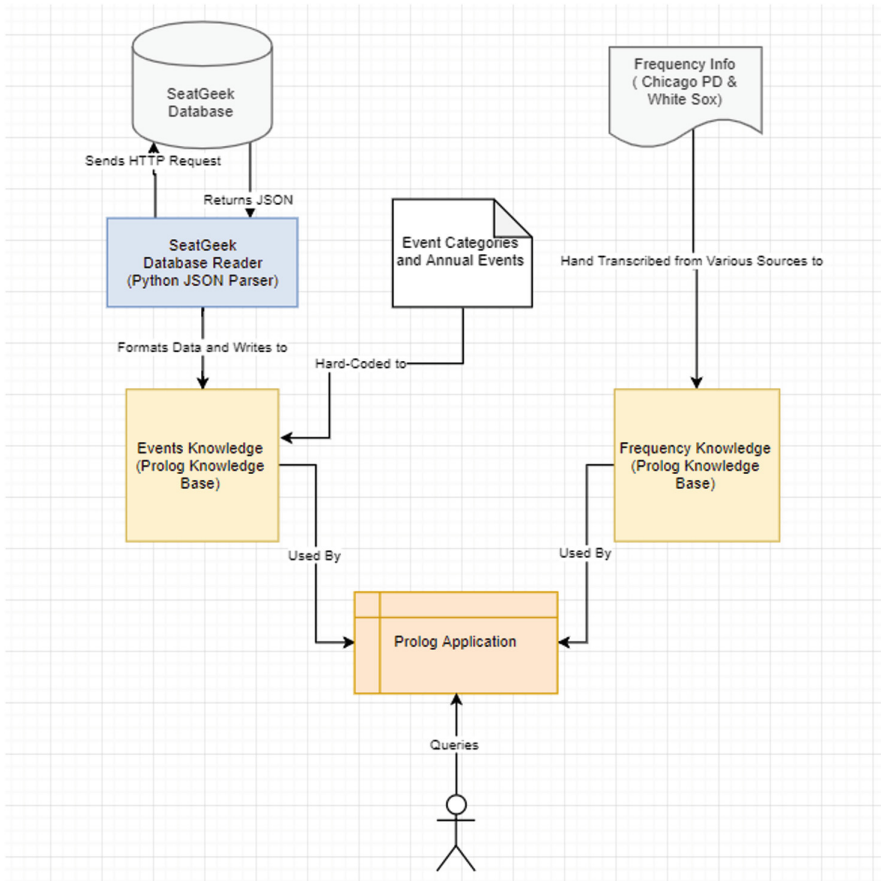 SeatGeek
Database
Frequency Info
( Chicago PD &
White Sox)
Sends HTTP Request
Returns JSON
SeatGeek
Database Reader
(Python JSON Parser)
Event Categories
and Annual Events
Hand Transcribed from Various Sources to
Formats Data and Writes to
Hard-Coded to
Events Knowledge
(Prolog Knowledge
Base)
Frequency Knowledge
(Prolog Knowledge
Base)
Used By
Used By
Prolog Application
Queries